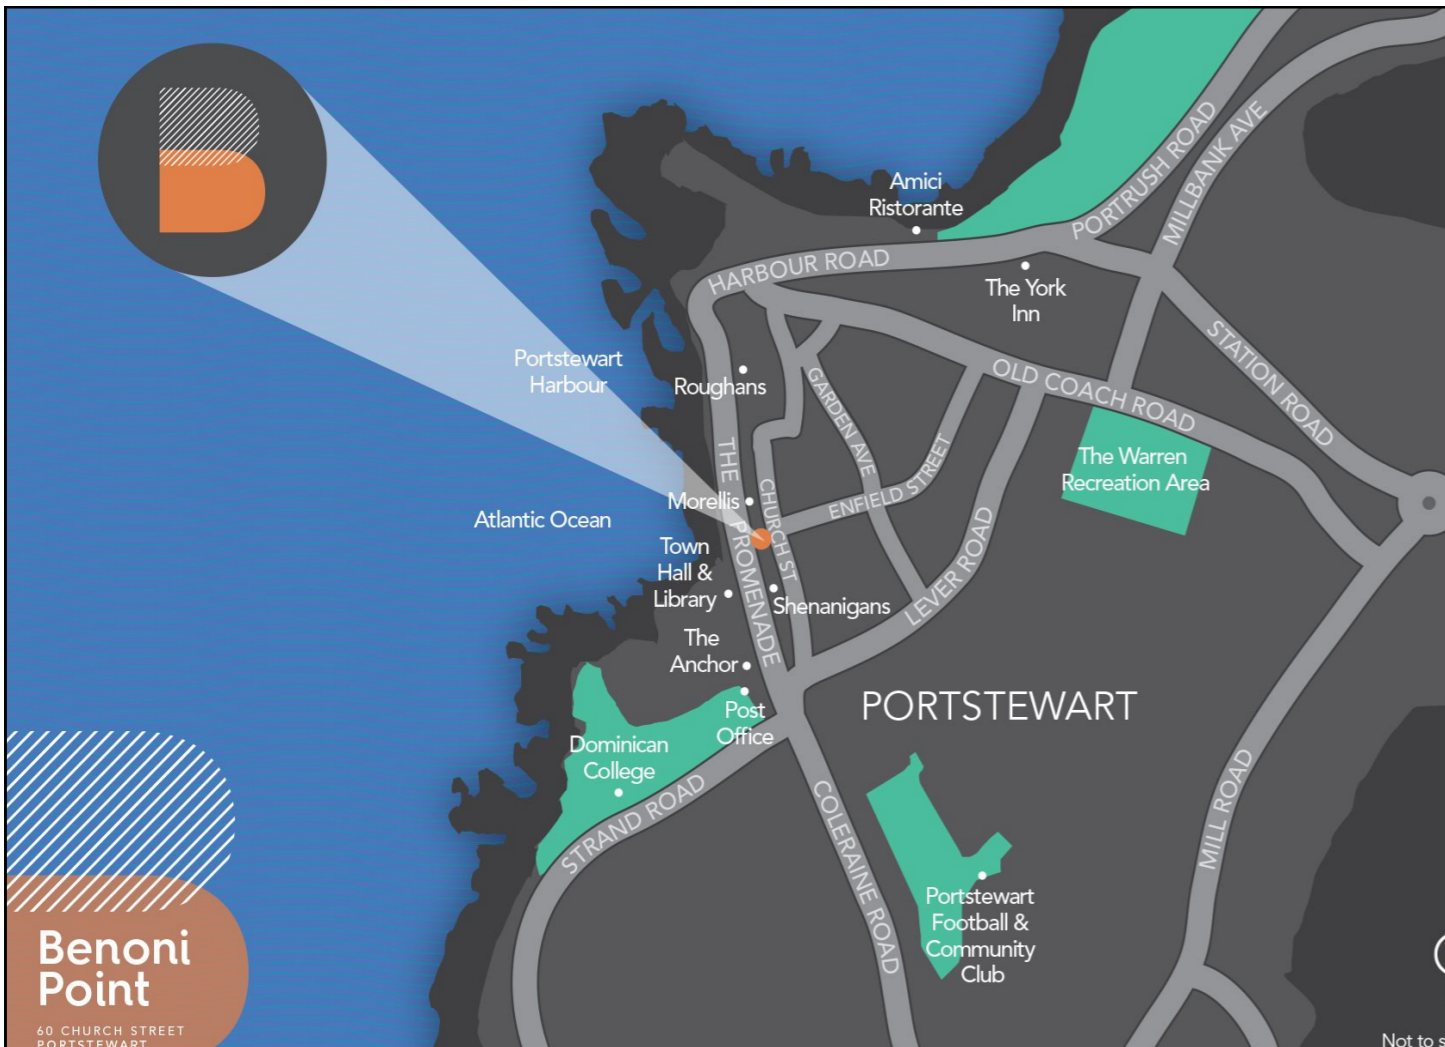 Amici
Ristorante
PORTRUSH ROAD
MILLBANK AVE
HARBOUR ROAD
The York
Inn
STATION ROAD
Portstewart
Harbour
Roughans
GARDEN AVE
OLD COACH ROAD
The Warren
Recreation Area
THE PROMENADE
CHURCH ST
ENFIELD STREET
Morellis
Atlantic Ocean
Town
Hall &
Library
Shenanigans
LEVER ROAD
The
Anchor
PORTSTEWART
Post
Office
Dominican
College
STRAND ROAD
COLERAINE ROAD
MILL ROAD
Portstewart
Football &
Community
Club
Benoni
Point
60 CHURCH STREET
PORTSTEWART
Not to s